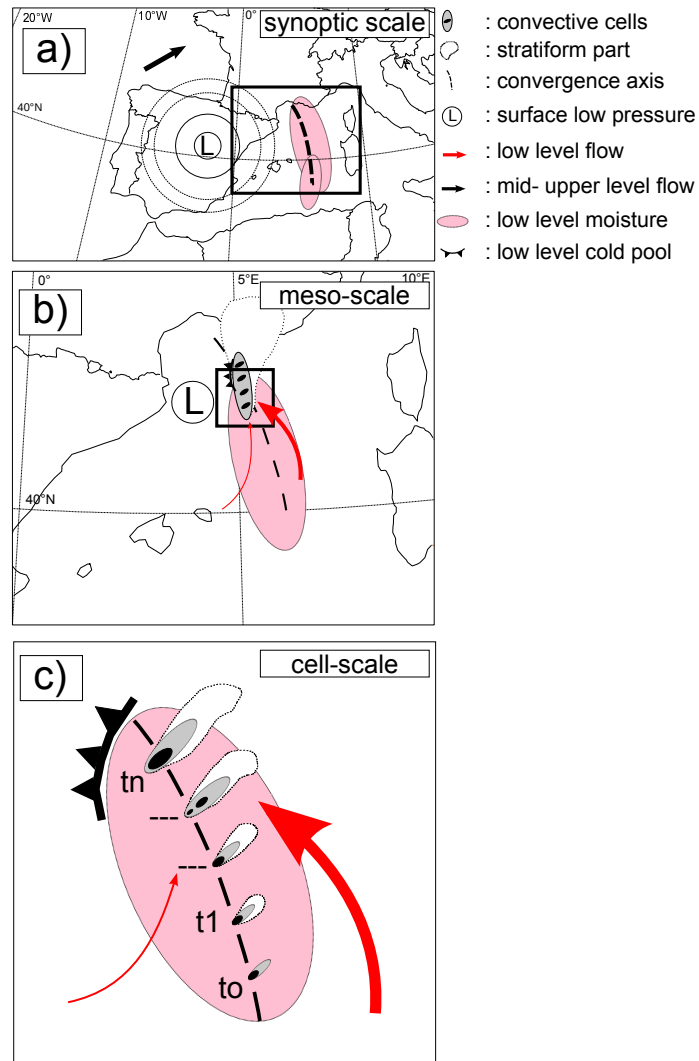 a)
synoptic scale
20°W
10°W
0°
40°N
L
: convective cells
: stratiform part
: convergence axis
L : surface low pressure
: low level flow
: mid- upper level flow
: low level moisture
: low level cold pool
b)
meso-scale
0°
5°E
10°E
L
40°N
c)
cell-scale
tn
t1
to